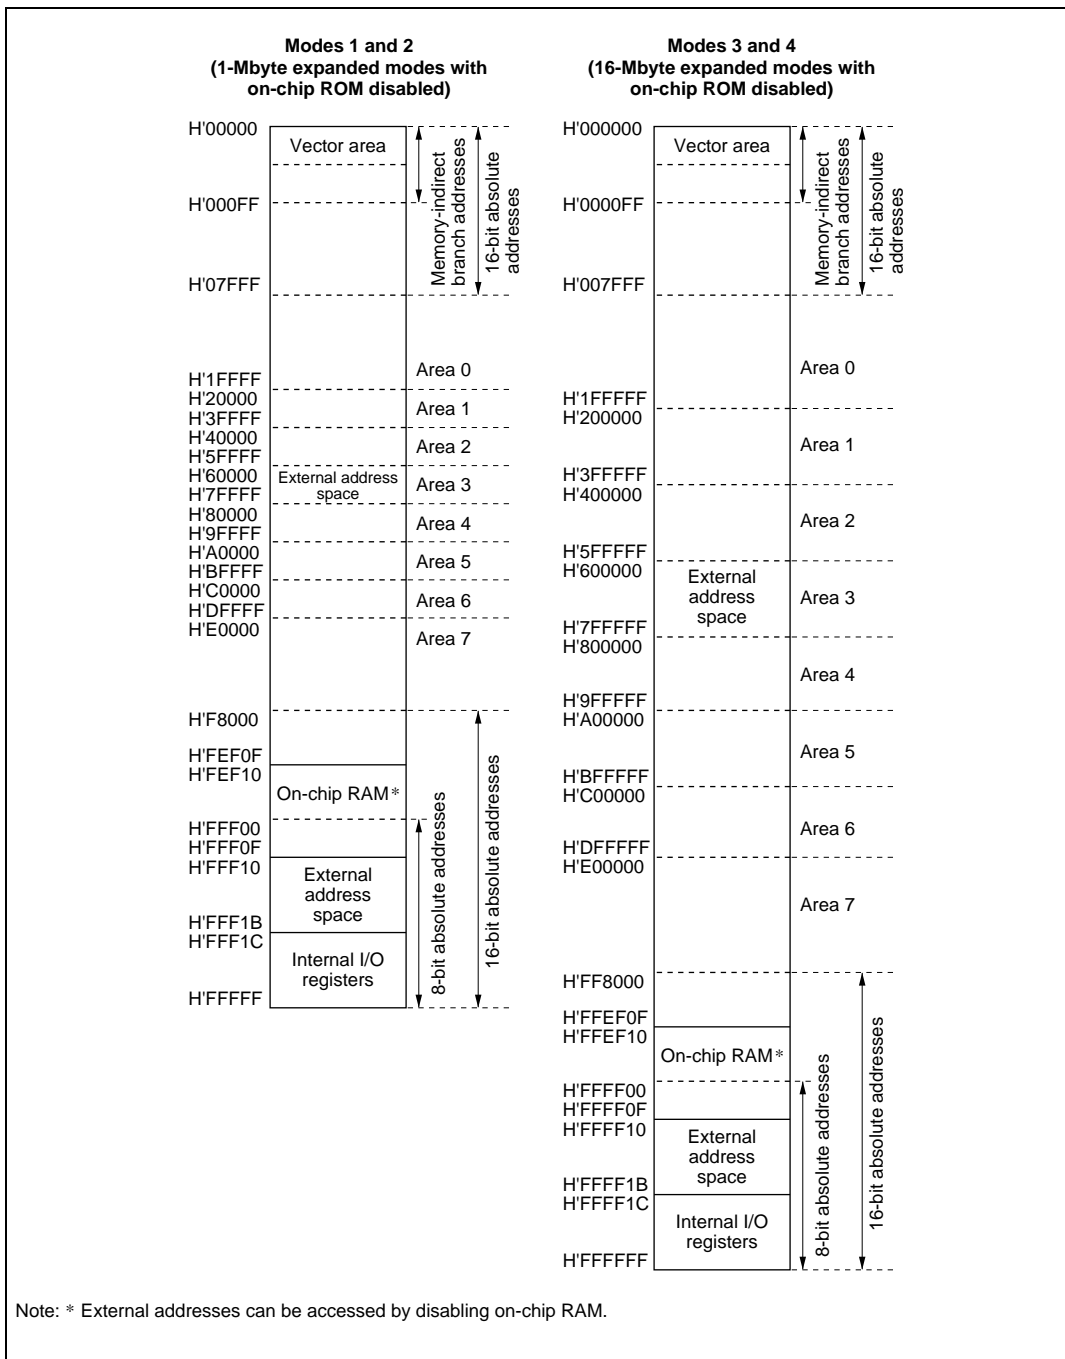 Modes 1 and 2
(1-Mbyte expanded modes with
on-chip ROM disabled)
H'00000
Vector area
H'000FF
H'07FFF
Memory-indirect
branch addresses
16-bit absolute
addresses
H'1FFFF
Area 0
H'20000
H'3FFFF
Area 1
H'40000
H'5FFFF
Area 2
H'60000
H'7FFFF
External address
space
Area 3
H'80000
H'9FFFF
Area 4
H'A0000
H'BFFFF
Area 5
H'C0000
H'DFFFF
Area 6
H'E0000
Area 7
H'F8000
H'FEF0F
H'FEF10
On-chip RAM*
H'FFF00
H'FFF0F
H'FFF10
External
address
space
H'FFF1B
H'FFF1C
Internal I/O
registers
H'FFFFF
8-bit absolute addresses
16-bit absolute addresses
Modes 3 and 4
(16-Mbyte expanded modes with
on-chip ROM disabled)
H'000000
Vector area
H'0000FF
H'007FFF
Memory-indirect
branch addresses
16-bit absolute
addresses
Area 0
H'1FFFFF
H'200000
Area 1
H'3FFFFF
H'400000
Area 2
H'5FFFFF
H'600000
External
address
space
Area 3
H'7FFFFF
H'800000
Area 4
H'9FFFFF
H'A00000
Area 5
H'BFFFFF
H'C00000
Area 6
H'DFFFFF
H'E00000
Area 7
H'FF8000
H'FFEF0F
H'FFEF10
On-chip RAM*
H'FFFF00
H'FFFF0F
H'FFFF10
External
address
space
H'FFFF1B
H'FFFF1C
Internal I/O
registers
H'FFFFFF
8-bit absolute addresses
16-bit absolute addresses
Note: * External addresses can be accessed by disabling on-chip RAM.